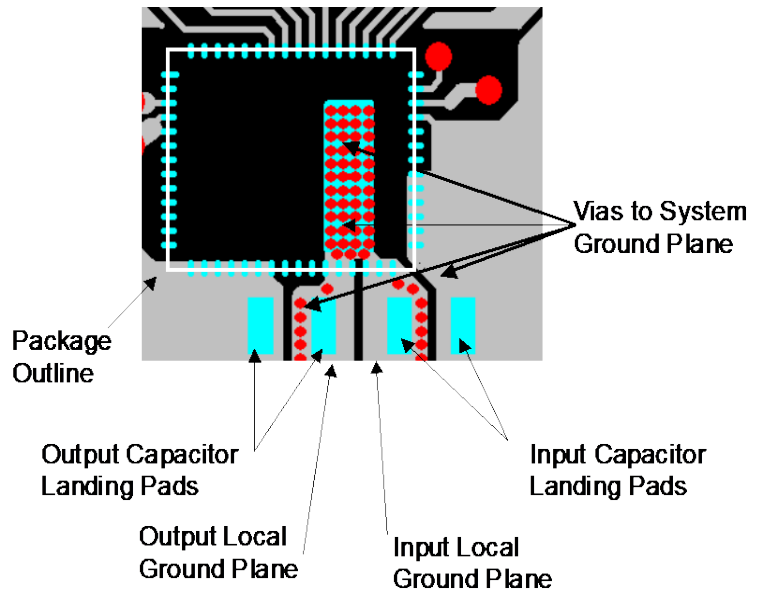 Vias to System
Ground Plane
Package
Outline
Output Capacitor
Landing Pads
Input Capacitor
Landing Pads
Output Local
Ground Plane
Input Local
Ground Plane